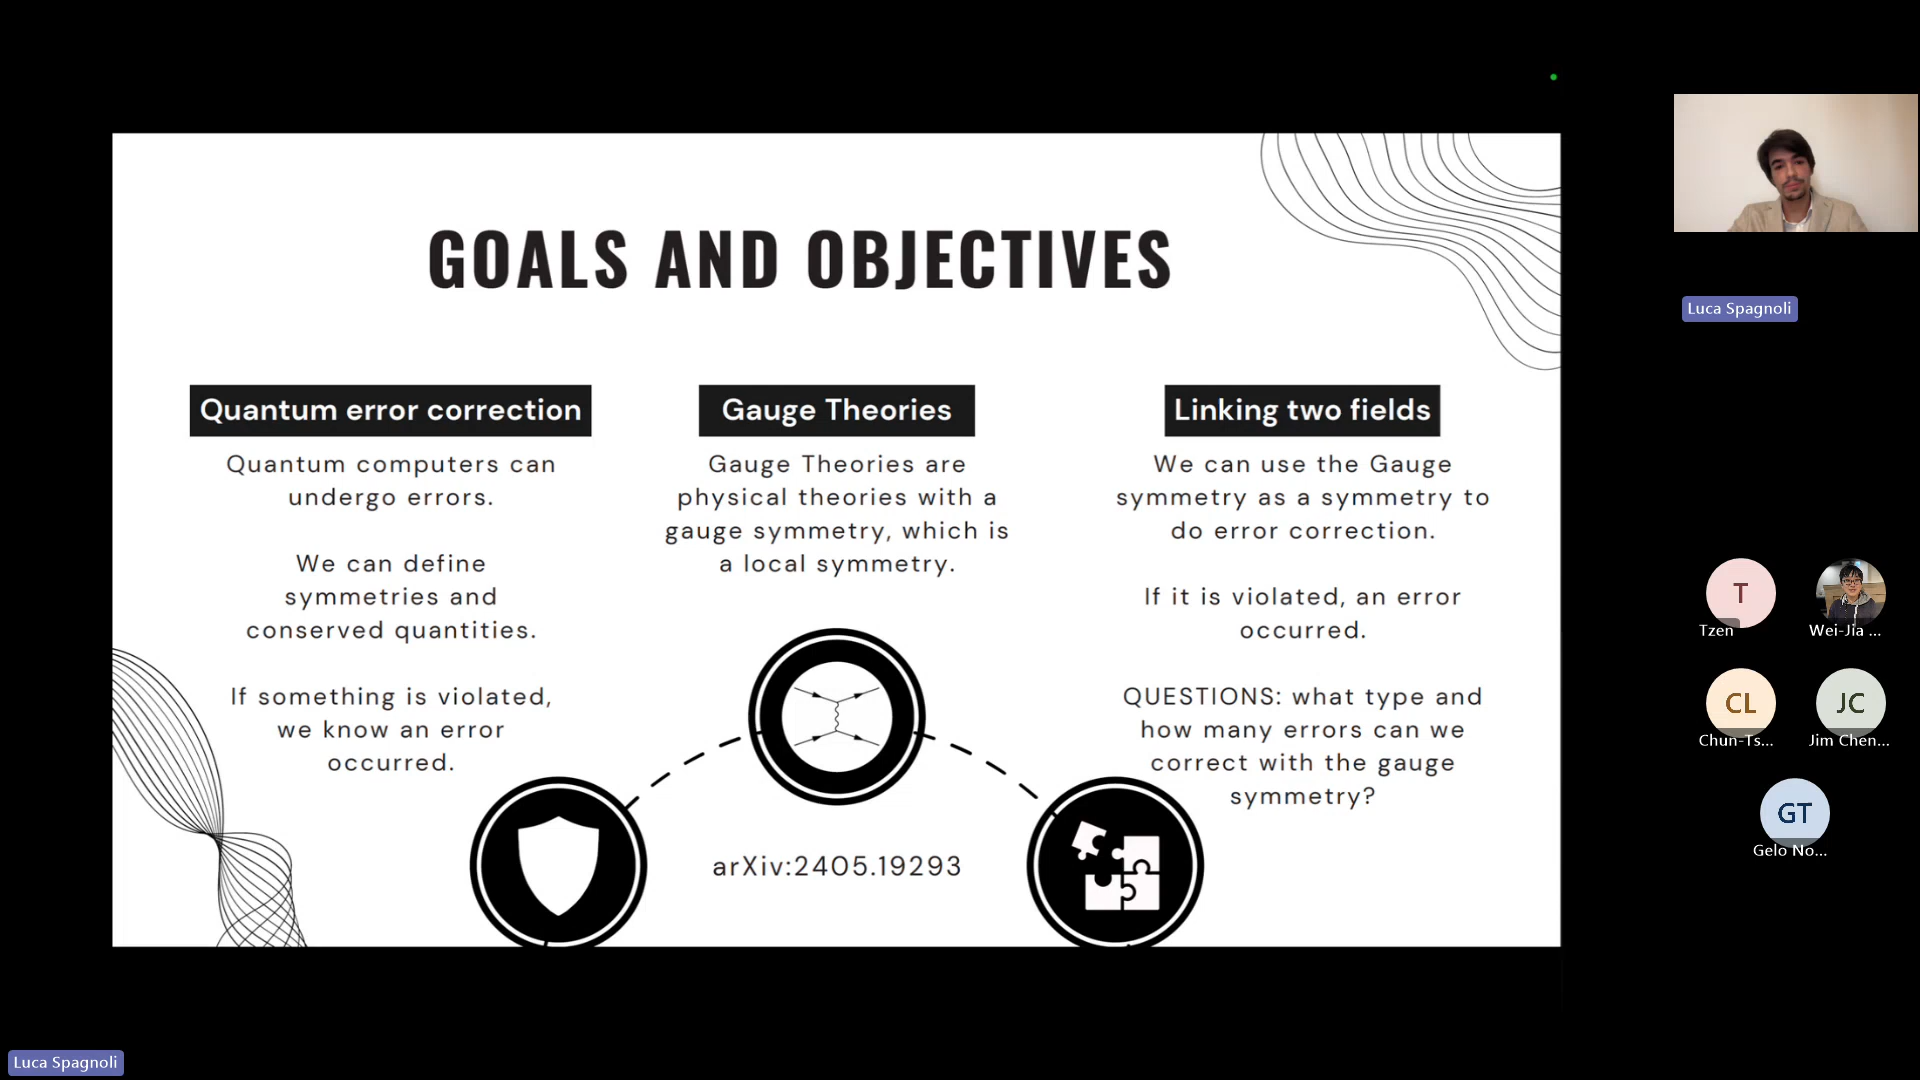 GOALS AND OBJECTIVES
Quantum error correction
Quantum computers can
undergo errors.
We can define
symmetries and
conserved quantities.
If something is violated,
we know an error
occurred.
Gauge Theories
Gauge Theories are
physical theories with a
gauge symmetry, which is
a local symmetry.
arXiv:2405.19293
Linking two fields
We can use the Gauge
symmetry as a symmetry to
do error correction.
If it is violated, an error
occurred.
QUESTIONS: what type and
how many errors can we
correct with the gauge
symmetry?
Luca Spagnoli
T
Tzen
Wei-Jia ...
CL
Chun-Ts...
JC
Jim Chen...
GT
Gelo No...
Luca Spagnoli